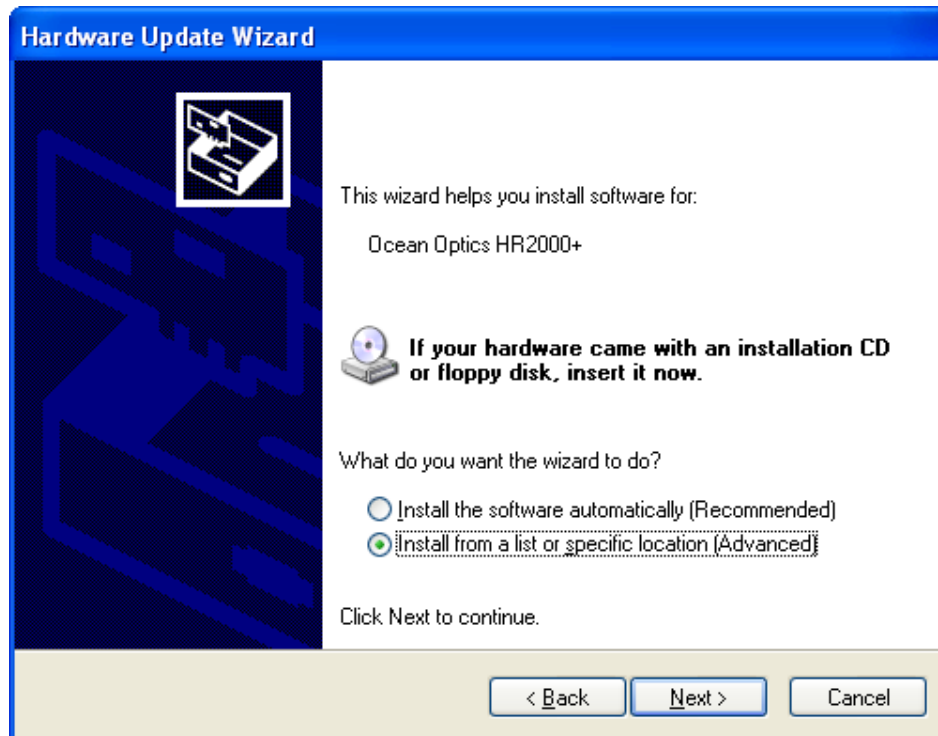 Hardware Update Wizard
This wizard helps you install software for:
Ocean Optics HR2000+
If your hardware came with an installation CD
or floppy disk, insert it now.
What do you want the wizard to do?
Install the software automatically (Recommended)
Install from a list or specific location (Advanced)
Click Next to continue.
< Back Next > Cancel